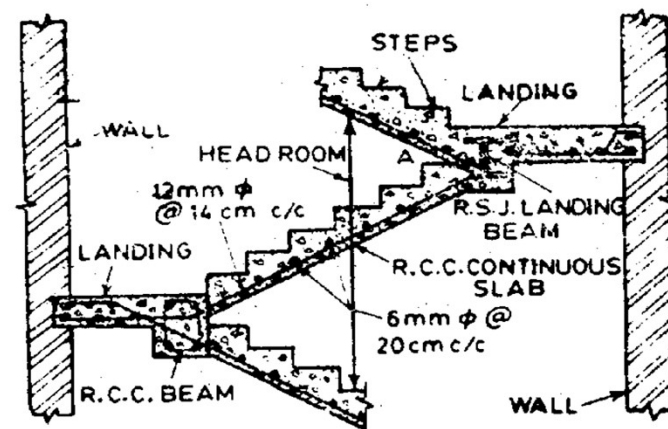 STEPS
LANDING
WALL
HEAD ROOM
A
12mm φ
@ 14 cm c/c
R.S.J. LANDING
BEAM
LANDING
R.C.C. CONTINUOUS
SLAB
6mm φ @
20cm c/c
R.C.C. BEAM
WALL